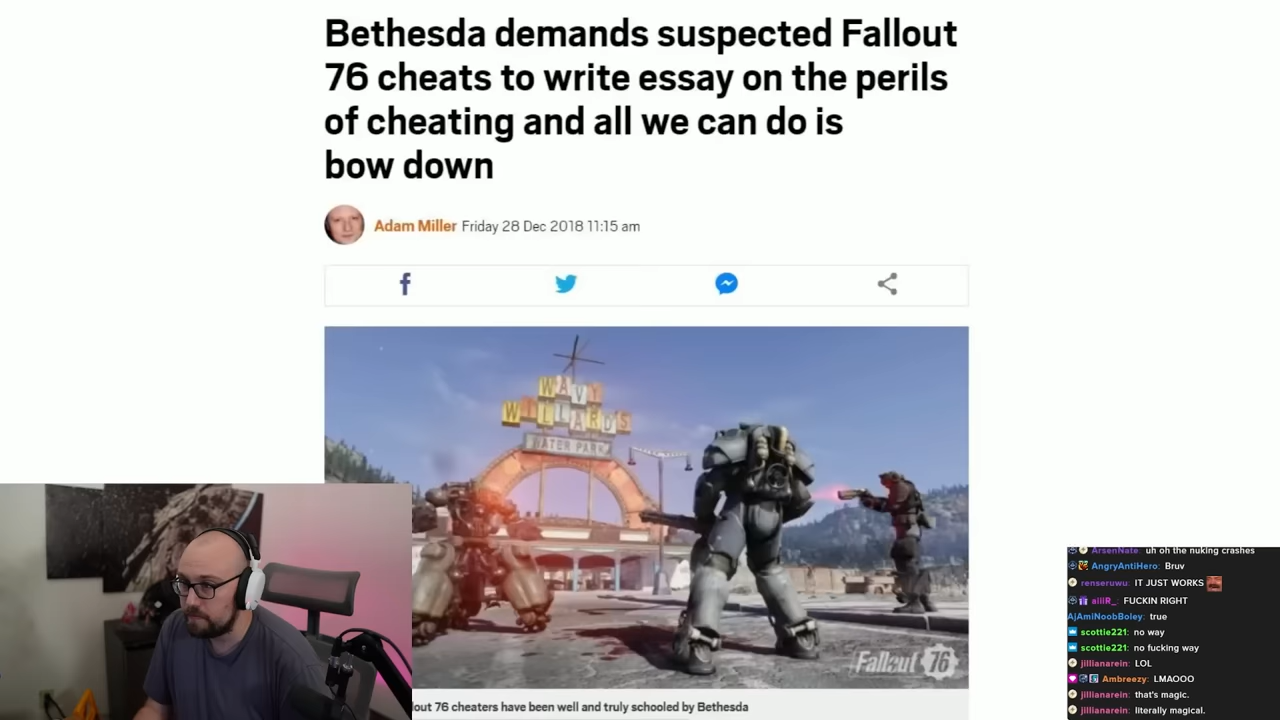 Bethesda demands suspected Fallout
76 cheats to write essay on the perils
of cheating and all we can do is
bow down
Adam Miller Friday 28 Dec 2018 11:15 am
WAVY
WILLARD'S
WATER PARK
Fallout 76
lout 76 cheaters have been well and truly schooled by Bethesda
ArsenNate: uh oh the nuking crashes
AngryAntiHero: Bruv
renseruwu: IT JUST WORKS
ailiR_: FUCKIN RIGHT
AjAmiNoobBoley: true
scottie221: no way
scottie221: no fucking way
jillianarein: LOL
Ambreezy: LMAOOO
jillianarein: that's magic.
jillianarein: literally magical.